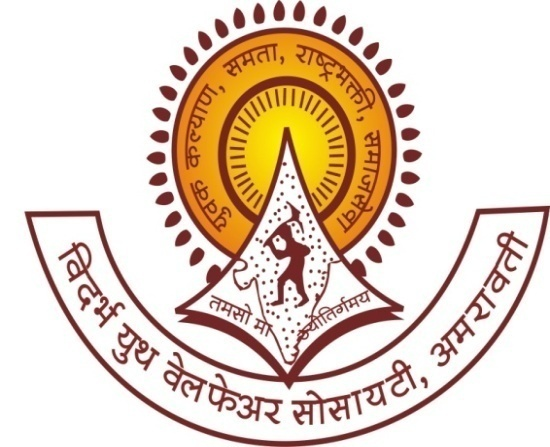 युवक कल्याण, समता, राष्ट्रभक्ती, समाजसेवा
तमसो मा ज्योतिर्गमय
विदर्भ युथ वेलफेअर सोसायटी, अमरावती